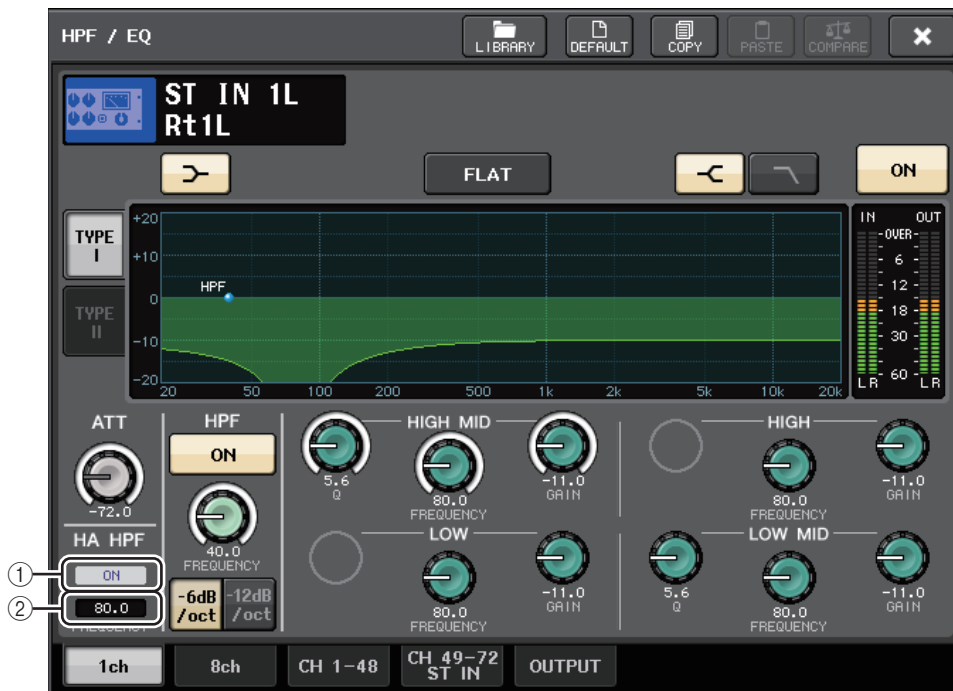 HPF / EQ
LIBRARY
DEFAULT
COPY
PASTE
COMPARE
ST IN 1L
Rt1L
FLAT
ON
TYPE
I
TYPE
II
+20
+10
0
-10
-20
HPF
20 50 100 200 500 1k 2k 5k 10k 20k
IN OUT
OVER
6
12
18
30
60
L R L R
ATT
-72.0
HA HPF
① ON
② 80.0
FREQUENCY
HPF
ON
40.0
FREQUENCY
-6dB
/oct
-12dB
/oct
HIGH MID
5.6
Q
80.0
FREQUENCY
-11.0
GAIN
HIGH
80.0
FREQUENCY
-11.0
GAIN
LOW
80.0
FREQUENCY
-11.0
GAIN
LOW MID
5.6
Q
80.0
FREQUENCY
-11.0
GAIN
1ch
8ch
CH 1-48
CH 49-72
ST IN
OUTPUT